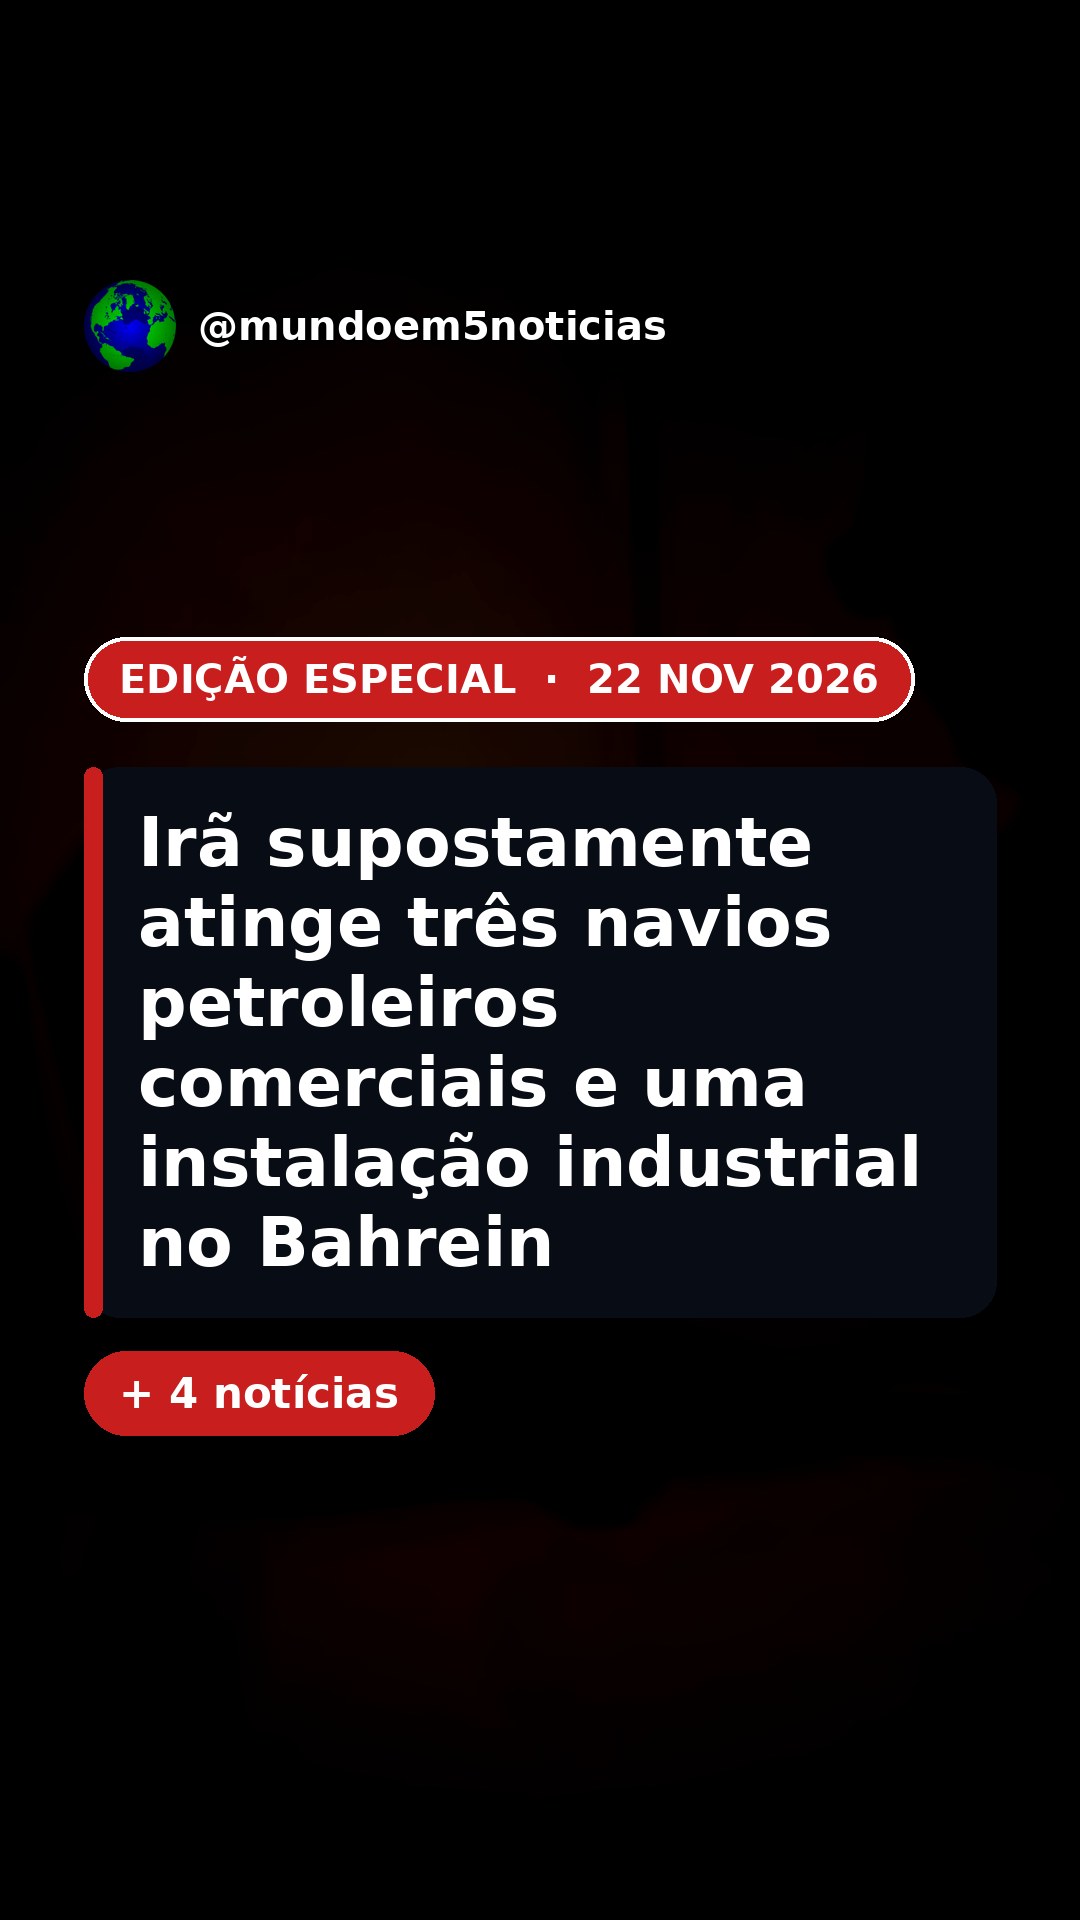 @mundoem5noticias
EDIÇÃO ESPECIAL · 22 NOV 2026
Irã supostamente
atinge três navios
petroleiros
comerciais e uma
instalação industrial
no Bahrein
+ 4 notícias